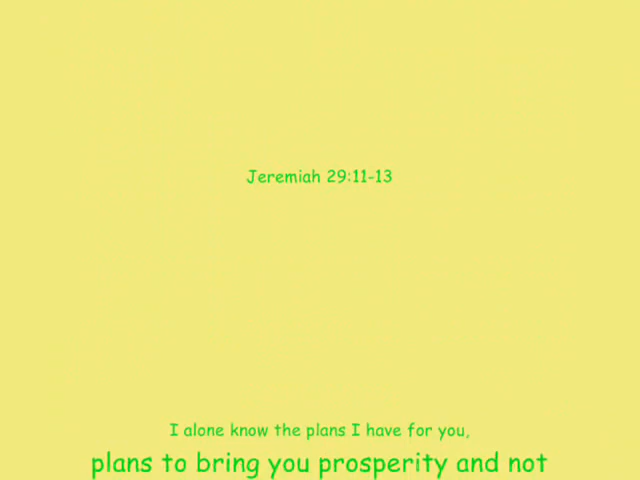 Jeremiah 29:11-13
I alone know the plans I have for you,
plans to bring you prosperity and not